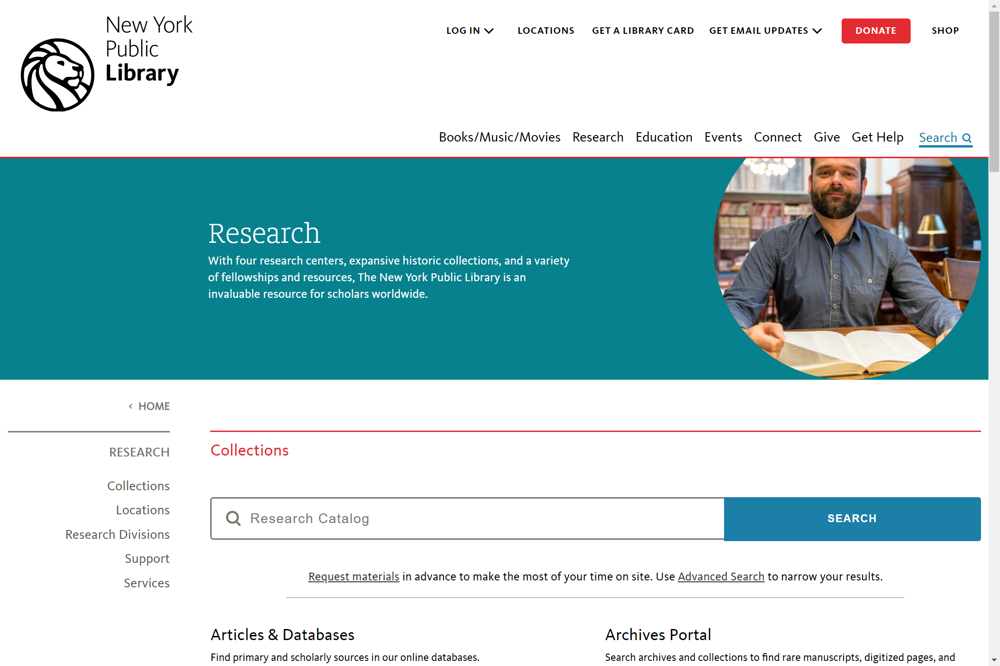 New York
Public
Library
LOG IN
LOCATIONS
GET A LIBRARY CARD
GET EMAIL UPDATES
DONATE
SHOP
Books/Music/Movies
Research
Education
Events
Connect
Give
Get Help
Search
Research
With four research centers, expansive historic collections, and a variety
of fellowships and resources, The New York Public Library is an
invaluable resource for scholars worldwide.
HOME
RESEARCH
Collections
Locations
Research Divisions
Support
Services
Collections
Research Catalog
SEARCH
Request materials in advance to make the most of your time on site. Use Advanced Search to narrow your results.
Articles & Databases
Find primary and scholarly sources in our online databases.
Archives Portal
Search archives and collections to find rare manuscripts, digitized pages, and